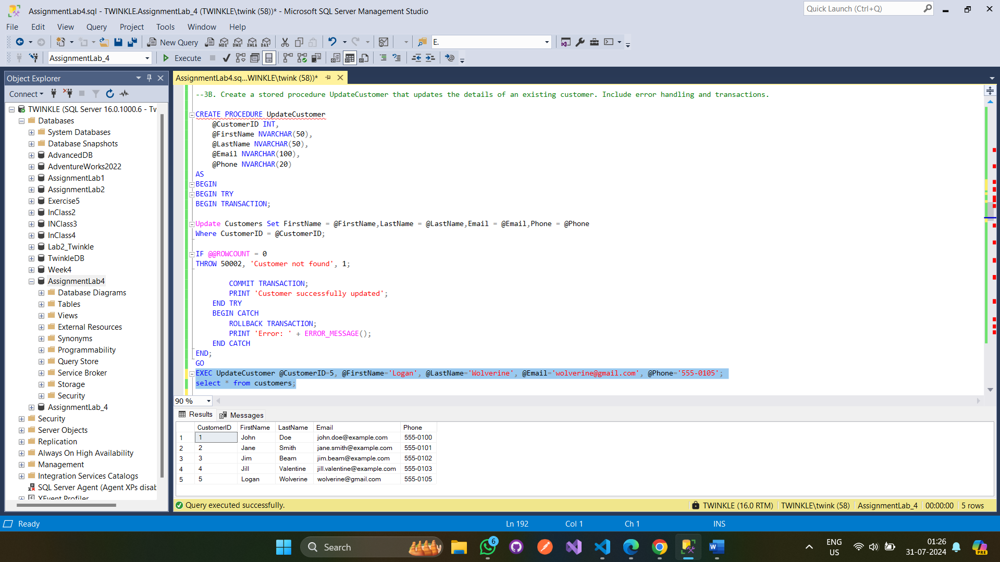 AssignmentLab4.sql - TWINKLE.AssignmentLab_4 (TWINKLE\twink (58))* - Microsoft SQL Server Management Studio
Quick Launch (Ctrl+Q)
File Edit View Query Project Tools Window Help
New Query MDX DMX XMLA DAX E.
AssignmentLab_4 Execute
Object Explorer
Connect
TWINKLE (SQL Server 16.0.1000.6 - Tw
Databases
System Databases
Database Snapshots
AdvancedDB
AdventureWorks2022
AssignmentLab1
AssignmentLab2
Exercise5
InClass2
INClass3
InClass4
Lab2_Twinkle
TwinkleDB
Week4
AssignmentLab4
Database Diagrams
Tables
Views
External Resources
Synonyms
Programmability
Query Store
Service Broker
Storage
Security
AssignmentLab_4
Security
Server Objects
Replication
Always On High Availability
Management
Integration Services Catalogs
SQL Server Agent (Agent XPs disab
XEvent Profiler
AssignmentLab4.sq...WINKLE\twink (58))*
--3B. Create a stored procedure UpdateCustomer that updates the details of an existing customer. Include error handling and transactions.
CREATE PROCEDURE UpdateCustomer
@CustomerID INT,
@FirstName NVARCHAR(50),
@LastName NVARCHAR(50),
@Email NVARCHAR(100),
@Phone NVARCHAR(20)
AS
BEGIN
BEGIN TRY
BEGIN TRANSACTION;
Update Customers Set FirstName = @FirstName,LastName = @LastName,Email = @Email,Phone = @Phone
Where CustomerID = @CustomerID;
IF @@ROWCOUNT = 0
THROW 50002, 'Customer not found', 1;
COMMIT TRANSACTION;
PRINT 'Customer successfully updated';
END TRY
BEGIN CATCH
ROLLBACK TRANSACTION;
PRINT 'Error: ' + ERROR_MESSAGE();
END CATCH
END;
GO
EXEC UpdateCustomer @CustomerID=5, @FirstName='Logan', @LastName='Wolverine', @Email='wolverine@gmail.com', @Phone='555-0105';
select * from customers;
90 %
Results Messages
CustomerID FirstName LastName Email Phone
1 1 John Doe john.doe@example.com 555-0100
2 2 Jane Smith jane.smith@example.com 555-0101
3 3 Jim Beam jim.beam@example.com 555-0102
4 4 Jill Valentine jill.valentine@example.com 555-0103
5 5 Logan Wolverine wolverine@gmail.com 555-0105
Query executed successfully. TWINKLE (16.0 RTM) TWINKLE\twink (58) AssignmentLab_4 00:00:00 5 rows
Ready Ln 192 Col 1 Ch 1 INS
Search 6 ENG 01:26
US 31-07-2024 PRE